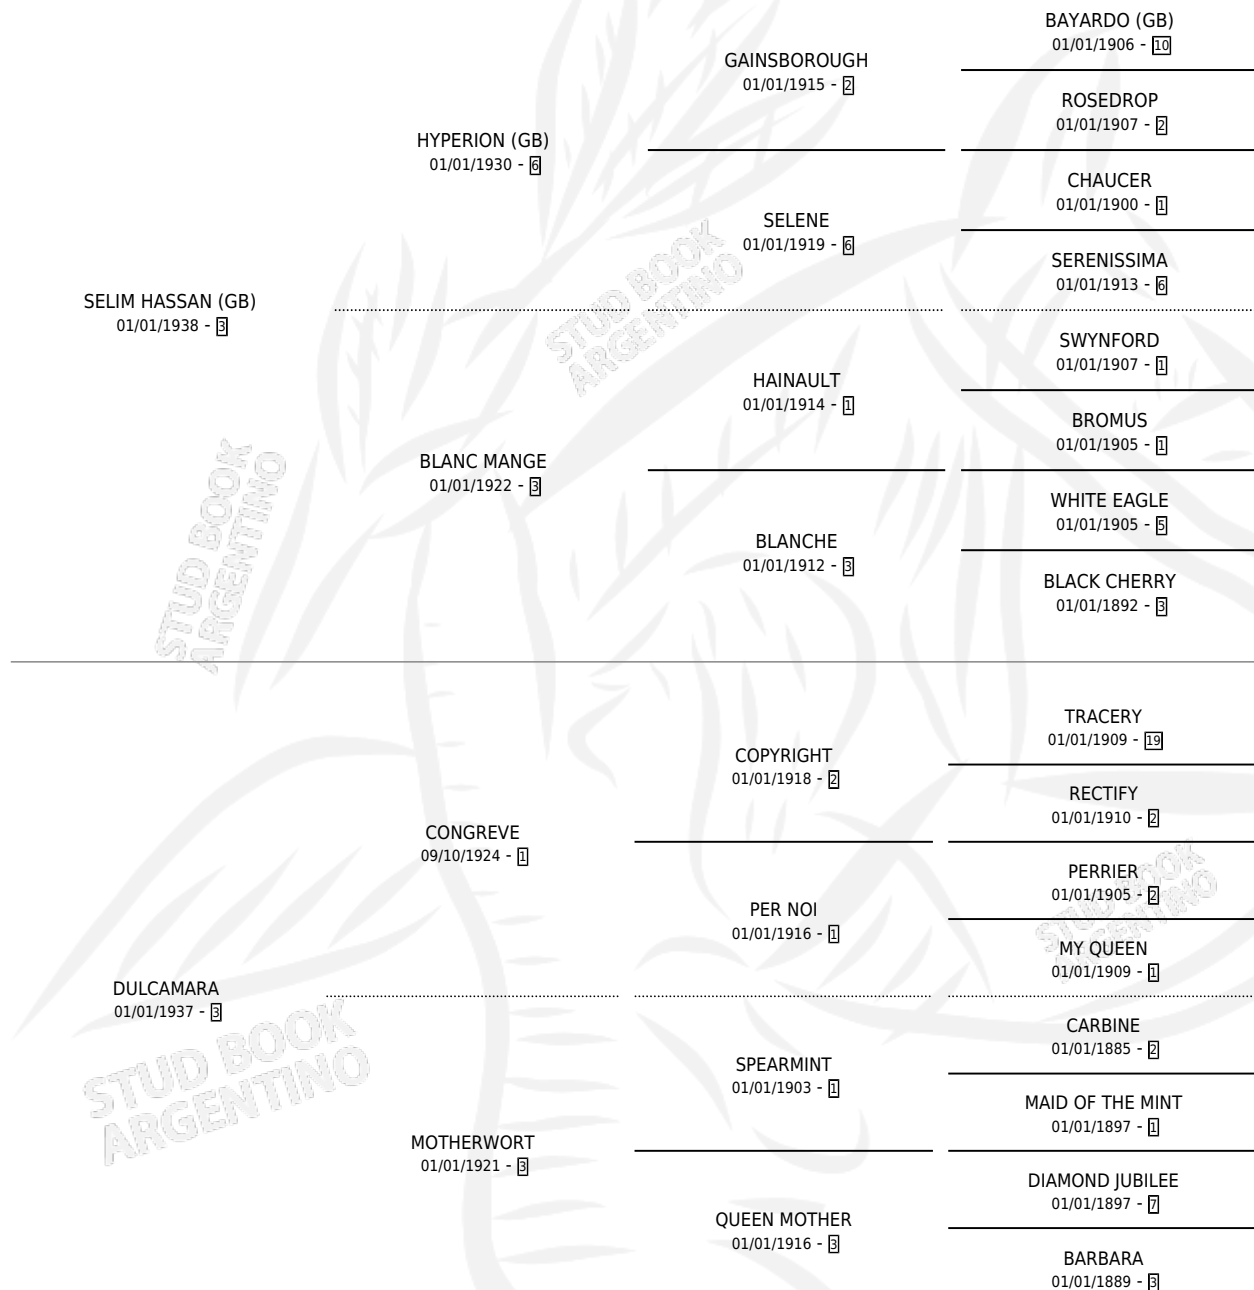 BAYARDO (GB)
01/01/1906 - 10
GAINSBOROUGH
01/01/1915 - 2
ROSEDROP
01/01/1907 - 2
HYPERION (GB)
01/01/1930 - 6
CHAUCER
01/01/1900 - 1
SELENE
01/01/1919 - 6
SERENISSIMA
01/01/1913 - 6
SELIM HASSAN (GB)
01/01/1938 - 3
STUD BOOK
ARGENTINO
SWYNFORD
01/01/1907 - 1
HAINAULT
01/01/1914 - 1
BROMUS
01/01/1905 - 1
BLANC MANGE
01/01/1922 - 3
WHITE EAGLE
01/01/1905 - 5
BLANCHE
01/01/1912 - 3
BLACK CHERRY
01/01/1892 - 3
STUD BOOK
ARGENTINO
TRACERY
01/01/1909 - 19
COPYRIGHT
01/01/1918 - 2
RECTIFY
01/01/1910 - 2
CONGREVE
09/10/1924 - 1
PERRIER
01/01/1905 - 2
PER NOI
01/01/1916 - 1
STUD BOOK
ARGENTINO
MY QUEEN
01/01/1909 - 1
DULCAMARA
01/01/1937 - 3
CARBINE
01/01/1885 - 2
SPEARMINT
01/01/1903 - 1
STUD BOOK
ARGENTINO
MAID OF THE MINT
01/01/1897 - 1
MOTHERWORT
01/01/1921 - 3
DIAMOND JUBILEE
01/01/1897 - 7
QUEEN MOTHER
01/01/1916 - 3
BARBARA
01/01/1889 - 3